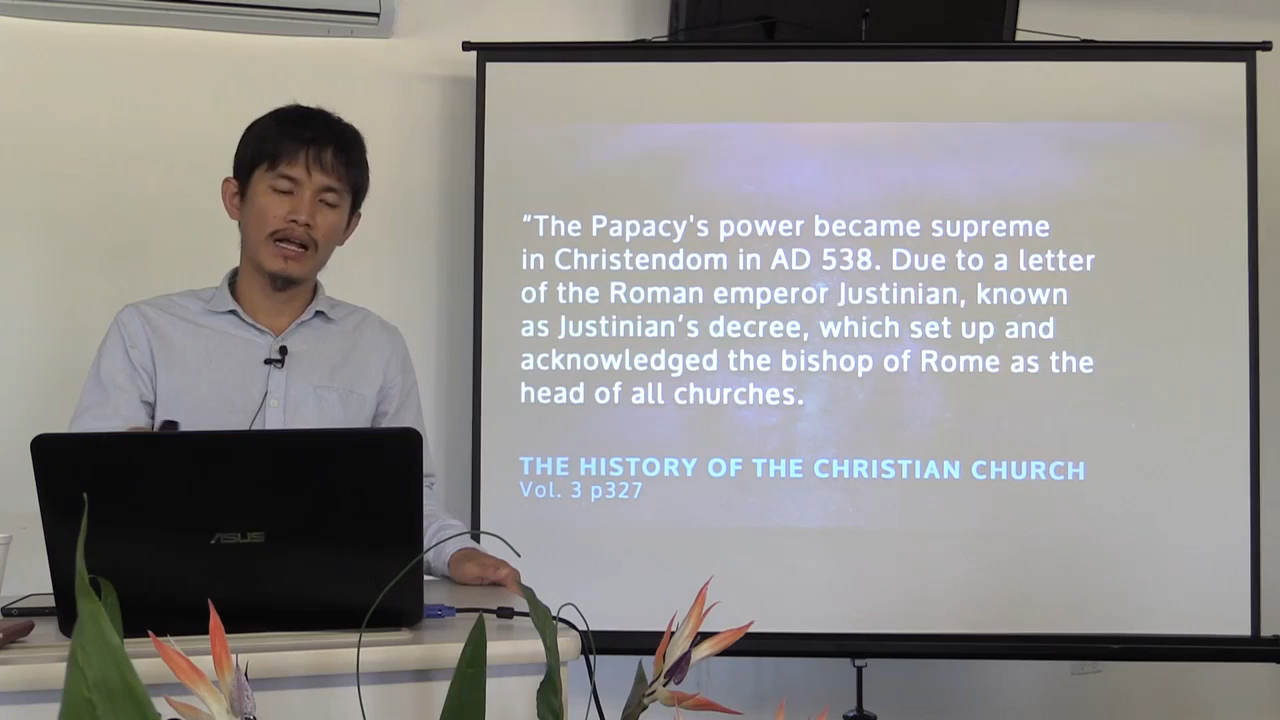 “The Papacy's power became supreme
in Christendom in AD 538. Due to a letter
of the Roman emperor Justinian, known
as Justinian’s decree, which set up and
acknowledged the bishop of Rome as the
head of all churches.
THE HISTORY OF THE CHRISTIAN CHURCH
Vol. 3 p327
ASUS